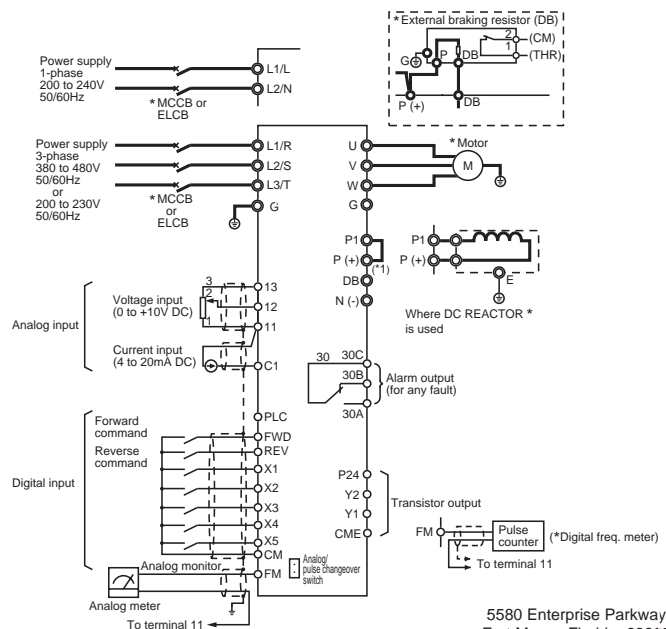 Power supply
1-phase
200 to 240V
50/60Hz
L1/L
L2/N
*MCCB or
ELCB
*External braking resistor (DB)
2
1
(CM)
(THR)
G
P
DB
P (+)
DB
Power supply
3-phase
380 to 480V
50/60Hz
or
200 to 230V
50/60Hz
*MCCB
or
ELCB
L1/R
L2/S
L3/T
G
U
V
W
G
*Motor
M
P1
P (+)
(*1)
DB
N (-)
P1
P (+)
E
Where DC REACTOR *
is used
Analog input
Voltage input
(0 to +10V DC)
3
2
1
13
12
11
Current input
(4 to 20mA DC)
C1
30
30C
30B
30A
Alarm output
(for any fault)
Digital input
Forward
command
Reverse
command
PLC
FWD
REV
X1
X2
X3
X4
X5
CM
FM
Analog/
pulse changeover
switch
P24
Y2
Y1
CME
Transistor output
FM
Pulse
counter
(*Digital freq. meter)
To terminal 11
Analog monitor
Analog meter
To terminal 11
5580 Enterprise Parkway